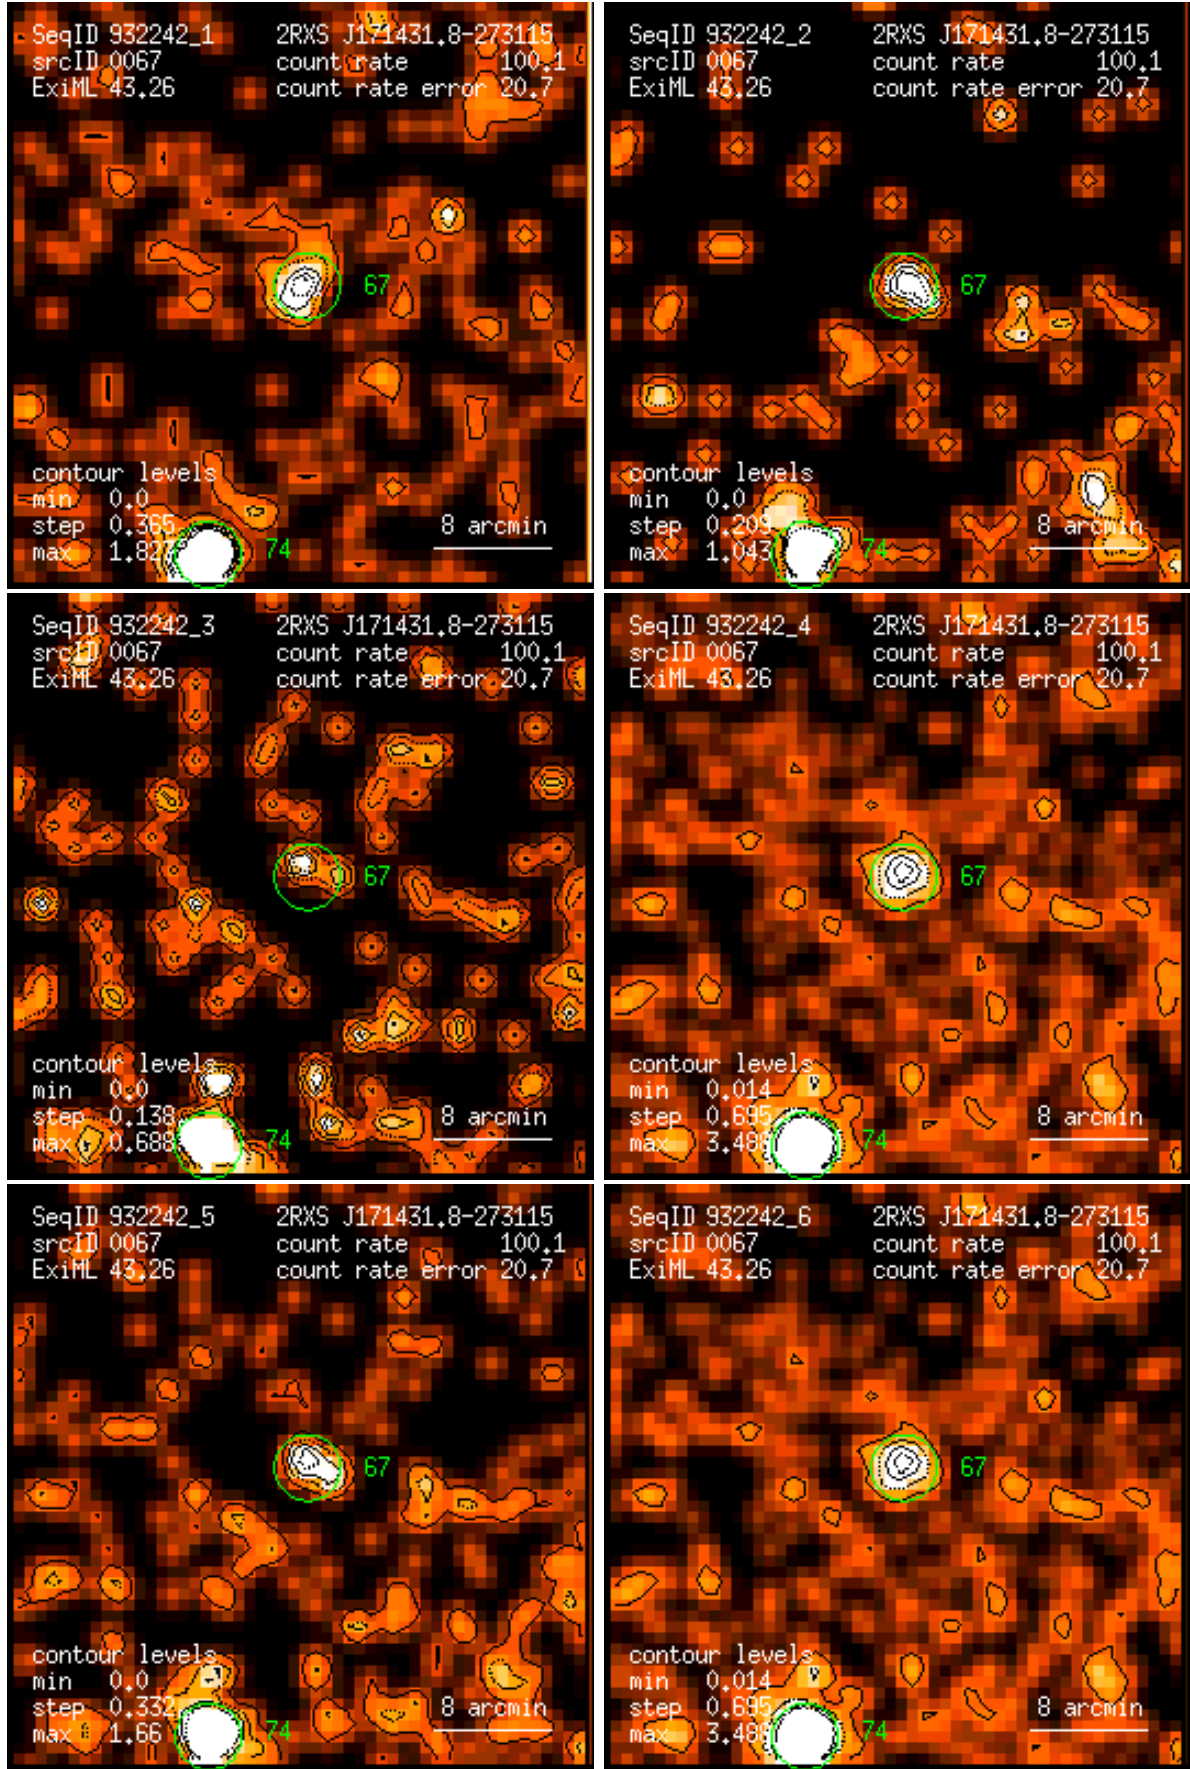 SeqID 932242_1 2RXS J171431.8-273115
srcID 0067 count rate 100.1
ExiML 43.26 count rate error 20.7
67
contour levels
min 0.0
step 0.365
max 1.827
74
8 arcmin
SeqID 932242_2 2RXS J171431.8-273115
srcID 0067 count rate 100.1
ExiML 43.26 count rate error 20.7
67
contour levels
min 0.0
step 0.209
max 1.043
74
8 arcmin
SeqID 932242_3 2RXS J171431.8-273115
srcID 0067 count rate 100.1
ExiML 43.26 count rate error 20.7
67
contour levels
min 0.0
step 0.138
max 0.688
74
8 arcmin
SeqID 932242_4 2RXS J171431.8-273115
srcID 0067 count rate 100.1
ExiML 43.26 count rate error 20.7
67
contour levels
min 0.014
step 0.695
max 3.488
74
8 arcmin
SeqID 932242_5 2RXS J171431.8-273115
srcID 0067 count rate 100.1
ExiML 43.26 count rate error 20.7
67
contour levels
min 0.0
step 0.332
max 1.66
74
8 arcmin
SeqID 932242_6 2RXS J171431.8-273115
srcID 0067 count rate 100.1
ExiML 43.26 count rate error 20.7
67
contour levels
min 0.014
step 0.695
max 3.488
74
8 arcmin